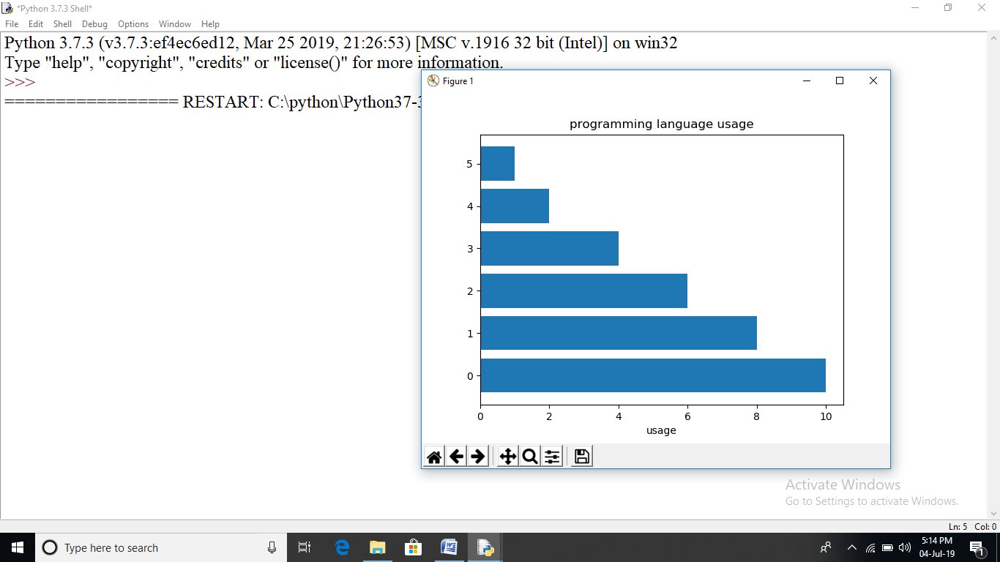 *Python 3.7.3 Shell*
File Edit Shell Debug Options Window Help
Python 3.7.3 (v3.7.3:ef4ec6ed12, Mar 25 2019, 21:26:53) [MSC v.1916 32 bit (Intel)] on win32
Type "help", "copyright", "credits" or "license()" for more information.
>>>
================= RESTART: C:\python\Python37-3
Figure 1
programming language usage
5
4
3
2
1
0
0 2 4 6 8 10
usage
Activate Windows
Go to Settings to activate Windows.
Ln: 5 Col: 0
Type here to search
5:14 PM
04-Jul-19
1